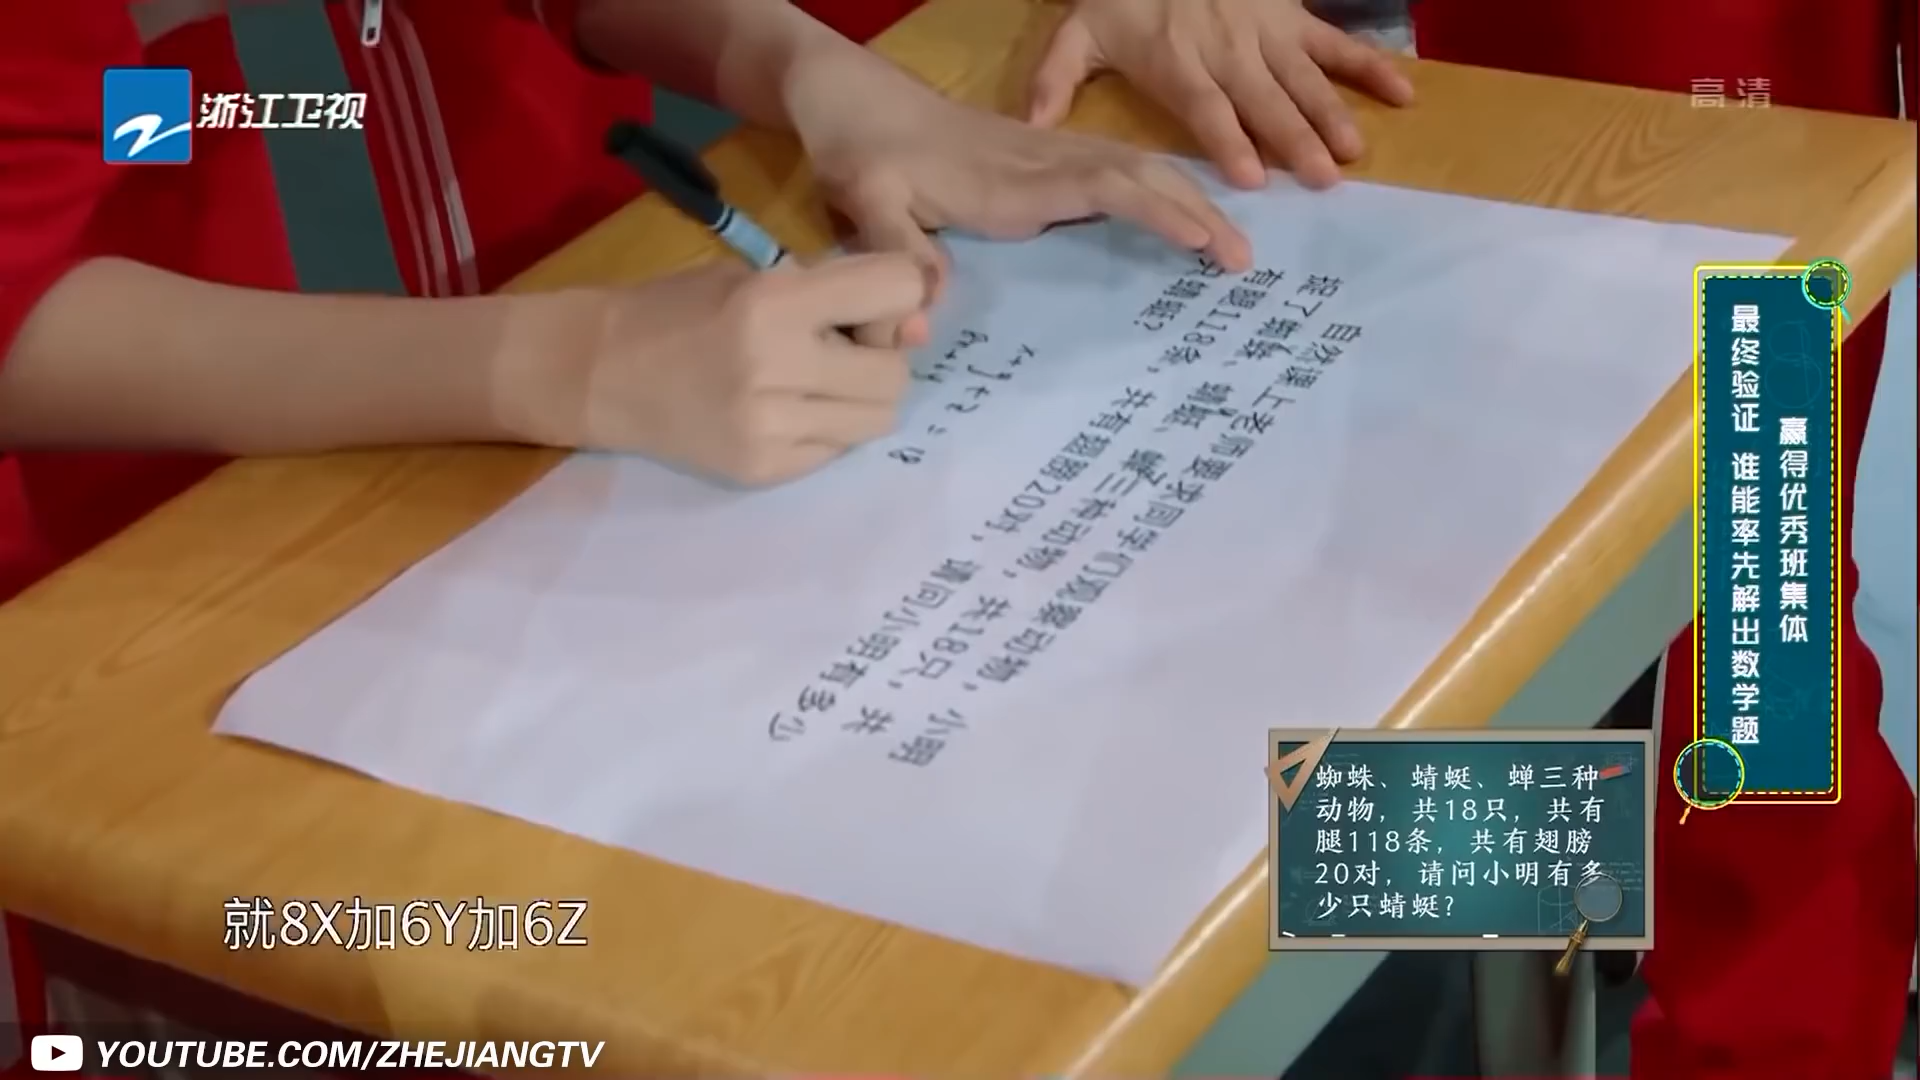 浙江卫视
高清
赢得优秀班集体
最终验证 谁能率先解出数学题
自然课上老师要求同学们观察动物，小明
捉了蜘蛛、蜻蜓、蝉三种动物，共18只，共
有腿118条，共有翅膀20对，请问小明有多少
只蜻蜓？
x+y+z=18
8x+6y
蜘蛛、蜻蜓、蝉三种
动物，共18只，共有
腿118条，共有翅膀
20对，请问小明有多
少只蜻蜓？
就8X加6Y加6Z
YOUTUBE.COM/ZHEJIANGTV